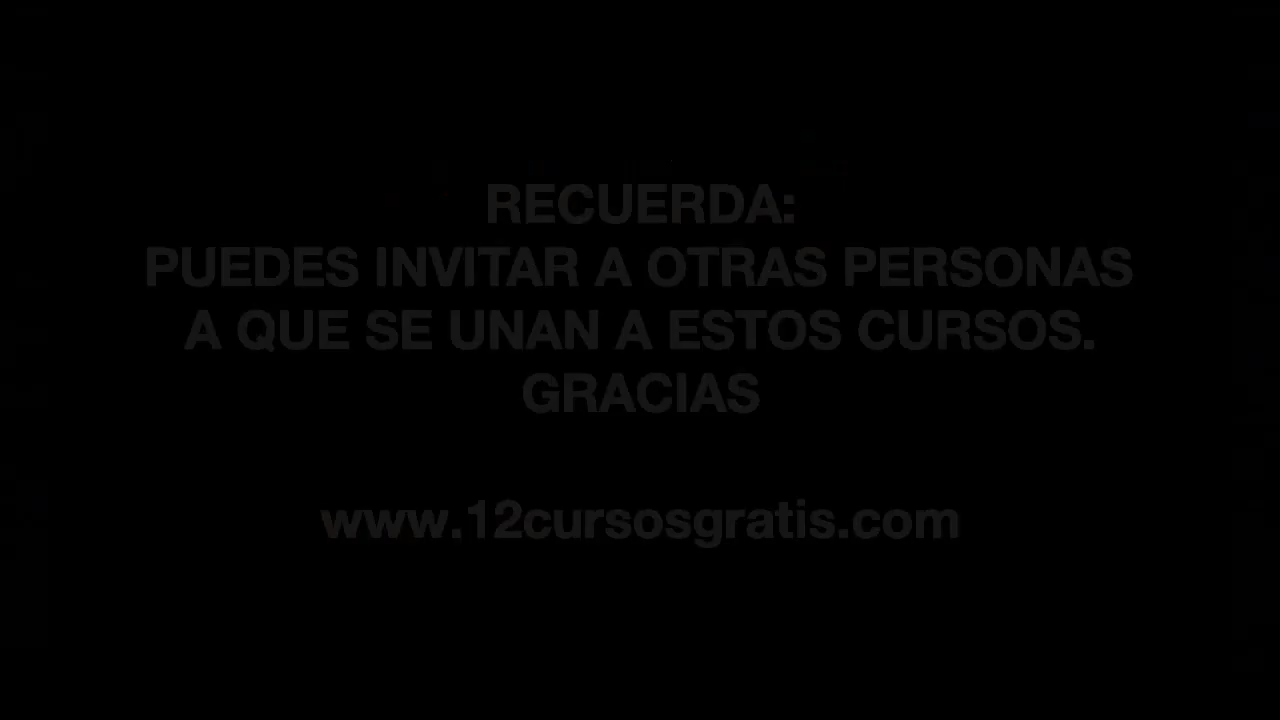 RECUERDA:
PUEDES INVITAR A OTRAS PERSONAS
A QUE SE UNAN A ESTOS CURSOS.
GRACIAS
www.12cursosgratis.com